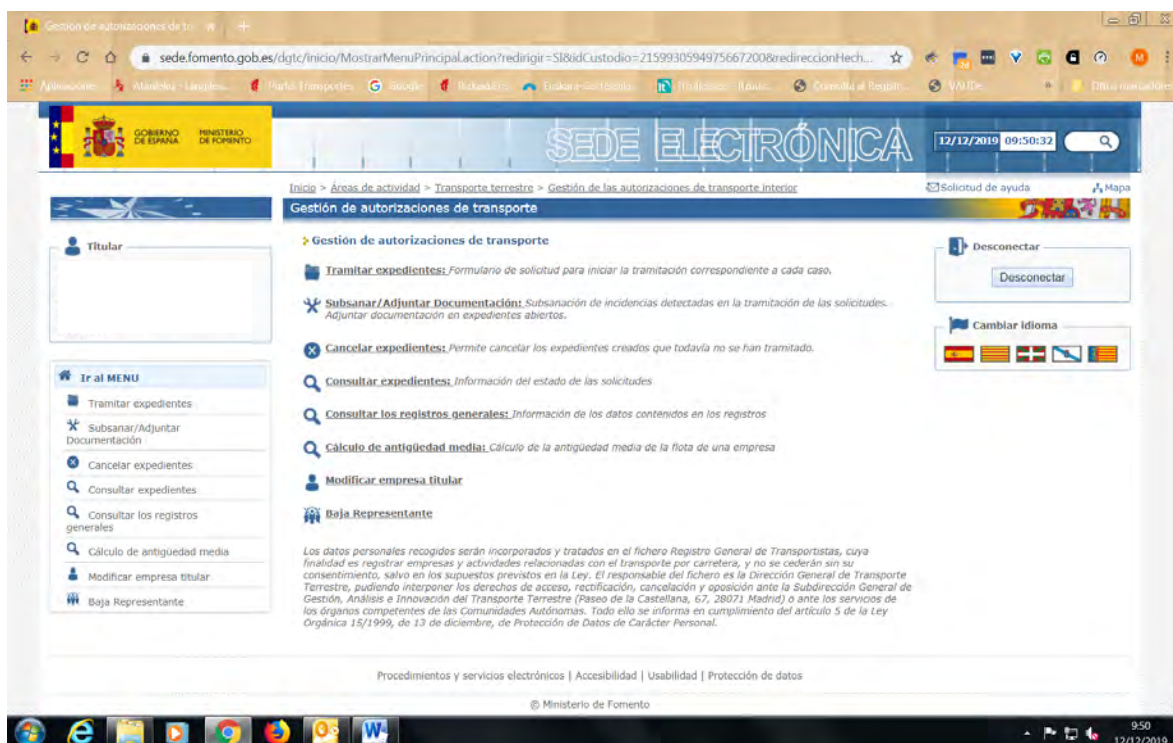 Gestión de autorizaciones de to
sede.fomento.gob.es/dgtc/inicio/MostrarMenuPrincipal.action?redirigir=SI&idCustodio=21599305949756672008&redireccionHech...
Aplicaciones
Google
VAUDE
GOBIERNO DE ESPAÑA
MINISTERIO DE FOMENTO
SEDE ELECTRÓNICA
12/12/2019 09:50:32
Inicio > Áreas de actividad > Transporte terrestre > Gestión de las autorizaciones de transporte interior
Solicitud de ayuda
Mapa
Gestión de autorizaciones de transporte
Titular
Ir al MENU
Tramitar expedientes
Subsanar/Adjuntar
Documentación
Cancelar expedientes
Consultar expedientes
Consultar los registros
generales
Cálculo de antigüedad media
Modificar empresa titular
Baja Representante
Gestión de autorizaciones de transporte
Tramitar expedientes: Formulario de solicitud para iniciar la tramitación correspondiente a cada caso.
Subsanar/Adjuntar Documentación: Subsanación de incidencias detectadas en la tramitación de las solicitudes.
Adjuntar documentación en expedientes abiertos.
Cancelar expedientes: Permite cancelar los expedientes creados que todavía no se han tramitado.
Consultar expedientes: Información del estado de las solicitudes
Consultar los registros generales: Información de los datos contenidos en los registros
Cálculo de antigüedad media: Cálculo de la antigüedad media de la flota de una empresa
Modificar empresa titular
Baja Representante
Los datos personales recogidos serán incorporados y tratados en el fichero Registro General de Transportistas, cuya
finalidad es registrar empresas y actividades relacionadas con el transporte por carretera, y no se cederán sin su
consentimiento, salvo en los supuestos previstos en la Ley. El responsable del fichero es la Dirección General de Transporte
Terrestre, pudiendo interponer los derechos de acceso, rectificación, cancelación y oposición ante la Subdirección General de
Gestión, Análisis e Innovación del Transporte Terrestre (Paseo de la Castellana, 67, 28071 Madrid) o ante los servicios de
los órganos competentes de las Comunidades Autónomas. Todo ello se informa en cumplimiento del artículo 5 de la Ley
Orgánica 15/1999, de 13 de diciembre, de Protección de Datos de Carácter Personal.
Desconectar
Desconectar
Cambiar idioma
Procedimientos y servicios electrónicos | Accesibilidad | Usabilidad | Protección de datos
© Ministerio de Fomento
9:50
12/12/2019